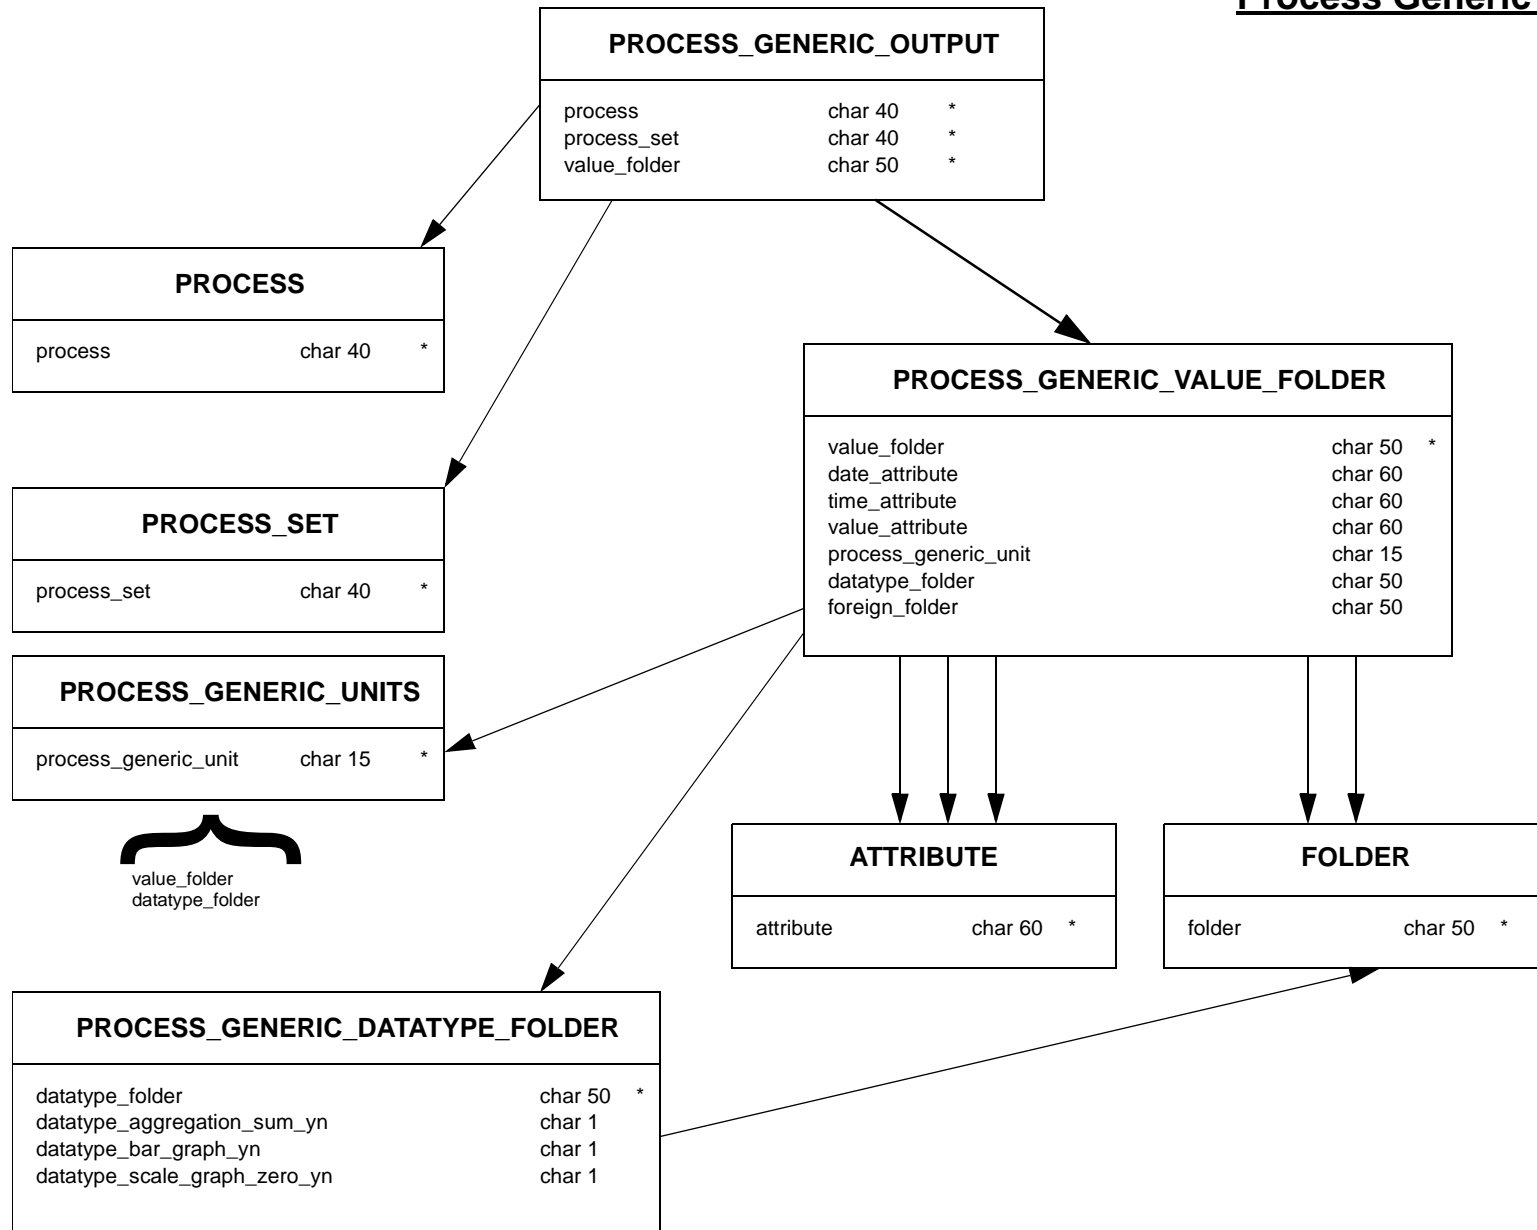 Process Generic
PROCESS_GENERIC_OUTPUT
process char 40 *
process_set char 40 *
value_folder char 50 *
PROCESS
process char 40 *
PROCESS_GENERIC_VALUE_FOLDER
value_folder char 50 *
date_attribute char 60
time_attribute char 60
value_attribute char 60
process_generic_unit char 15
datatype_folder char 50
foreign_folder char 50
PROCESS_SET
process_set char 40 *
PROCESS_GENERIC_UNITS
process_generic_unit char 15 *
value_folder
datatype_folder
ATTRIBUTE
attribute char 60 *
FOLDER
folder char 50 *
PROCESS_GENERIC_DATATYPE_FOLDER
datatype_folder char 50 *
datatype_aggregation_sum_yn char 1
datatype_bar_graph_yn char 1
datatype_scale_graph_zero_yn char 1